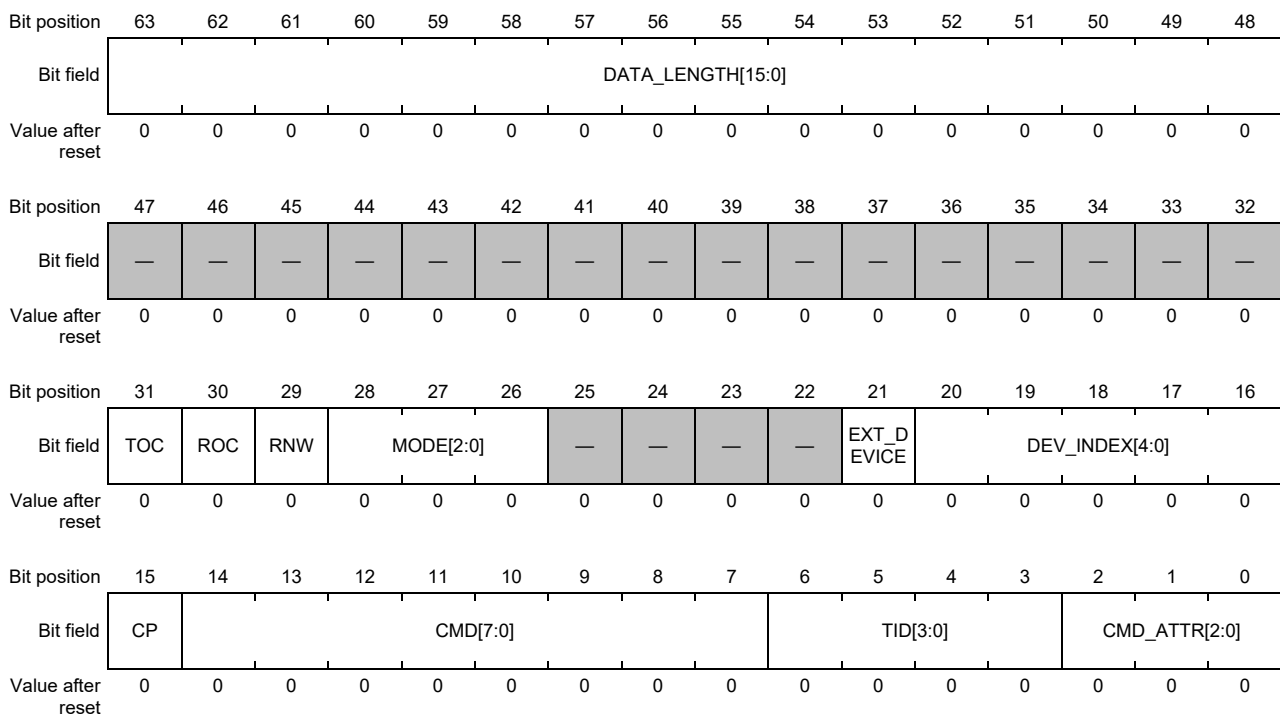 Bit position 63 62 61 60 59 58 57 56 55 54 53 52 51 50 49 48
Bit field DATA_LENGTH[15:0]
Value after reset 0 0 0 0 0 0 0 0 0 0 0 0 0 0 0 0
Bit position 47 46 45 44 43 42 41 40 39 38 37 36 35 34 33 32
Bit field — — — — — — — — — — — — — — — —
Value after reset 0 0 0 0 0 0 0 0 0 0 0 0 0 0 0 0
Bit position 31 30 29 28 27 26 25 24 23 22 21 20 19 18 17 16
Bit field TOC ROC RNW MODE[2:0] — — — — EXT_DEVICE DEV_INDEX[4:0]
Value after reset 0 0 0 0 0 0 0 0 0 0 0 0 0 0 0 0
Bit position 15 14 13 12 11 10 9 8 7 6 5 4 3 2 1 0
Bit field CP CMD[7:0] TID[3:0] CMD_ATTR[2:0]
Value after reset 0 0 0 0 0 0 0 0 0 0 0 0 0 0 0 0